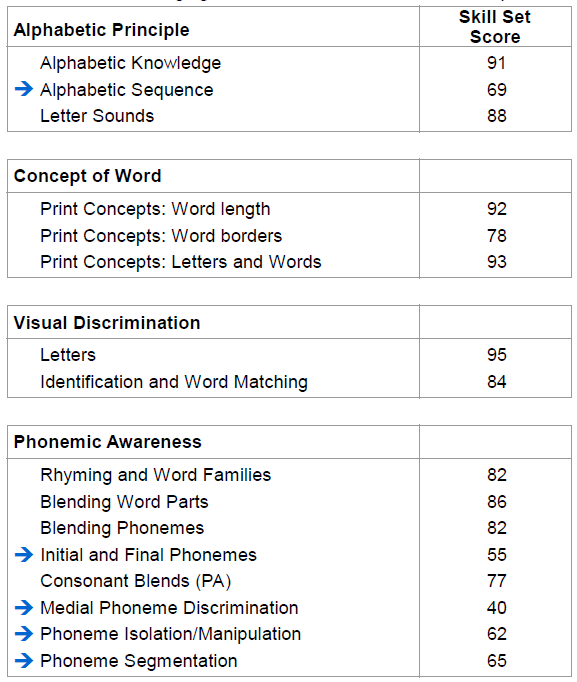 Alphabetic Principle Skill Set Score
Alphabetic Knowledge 91
→ Alphabetic Sequence 69
Letter Sounds 88
Concept of Word
Print Concepts: Word length 92
Print Concepts: Word borders 78
Print Concepts: Letters and Words 93
Visual Discrimination
Letters 95
Identification and Word Matching 84
Phonemic Awareness
Rhyming and Word Families 82
Blending Word Parts 86
Blending Phonemes 82
→ Initial and Final Phonemes 55
Consonant Blends (PA) 77
→ Medial Phoneme Discrimination 40
→ Phoneme Isolation/Manipulation 62
→ Phoneme Segmentation 65